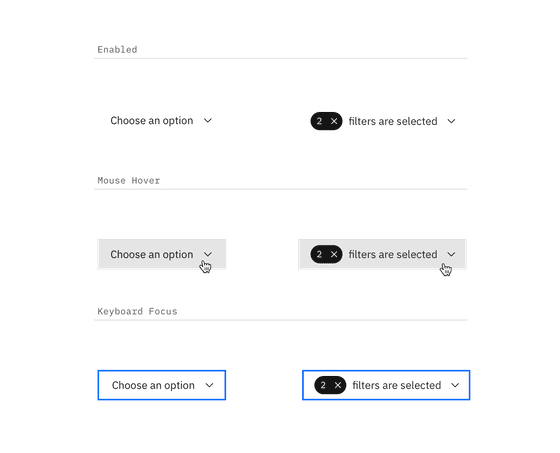 Enabled
Choose an option
2 × filters are selected
Mouse Hover
Choose an option
2 × filters are selected
Keyboard Focus
Choose an option
2 × filters are selected